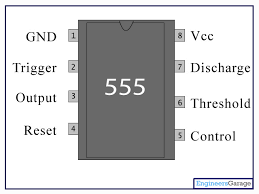 GND 1 8 Vcc
Trigger 2 7 Discharge
555
Output 3 6 Threshold
Reset 4 5 Control
EngineersGarage